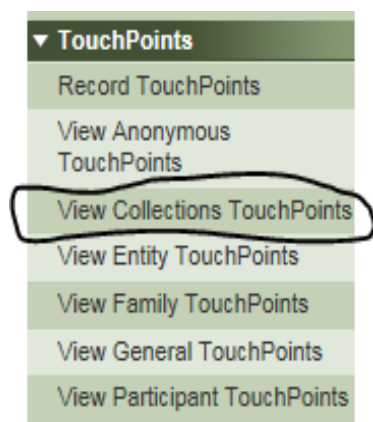 TouchPoints
Record TouchPoints
View Anonymous
TouchPoints
View Collections TouchPoints
View Entity TouchPoints
View Family TouchPoints
View General TouchPoints
View Participant TouchPoints